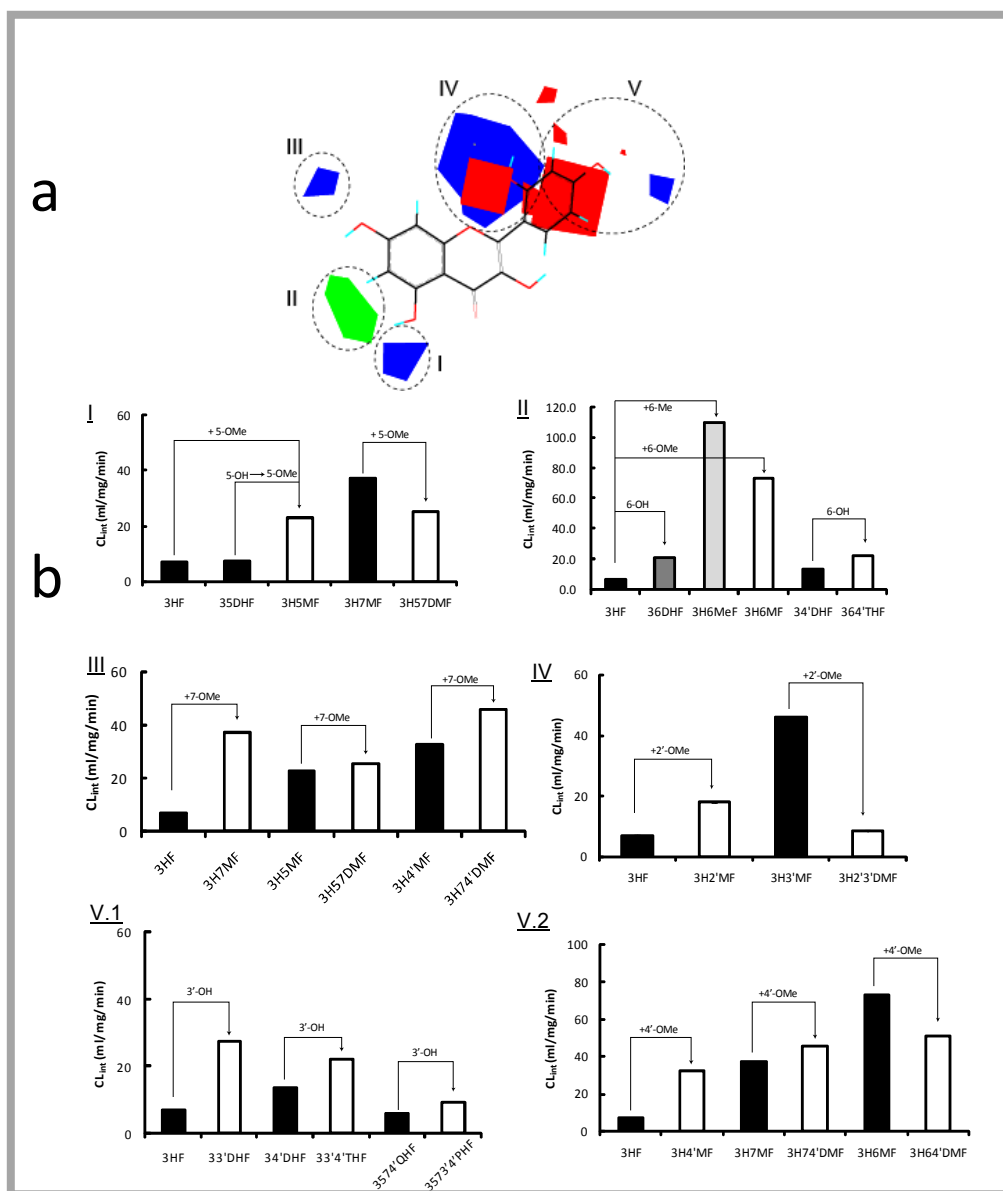 a
IV
V
III
II
I
b
I
CLint (ml/mg/min)
60
40
20
0
+ 5-OMe
+ 5-OMe
5-OH → 5-OMe
3HF
35DHF
3H5MF
3H7MF
3H57DMF
II
CLint (ml/mg/min)
120.0
100.0
80.0
60.0
40.0
20.0
0.0
+6-Me
+6-OMe
6-OH
6-OH
3HF
36DHF
3H6MeF
3H6MF
34'DHF
364'THF
III
CLint (ml/mg/min)
60
40
20
0
+7-OMe
+7-OMe
+7-OMe
3HF
3H7MF
3H5MF
3H57DMF
3H4'MF
3H74'DMF
IV
CLint (ml/mg/min)
60
40
20
0
+2'-OMe
+2'-OMe
3HF
3H2'MF
3H3'MF
3H2'3'DMF
V.1
CLint (ml/mg/min)
60
40
20
0
3'-OH
3'-OH
3'-OH
3HF
33'DHF
34'DHF
33'4'THF
3574'QHF
3573'4'PHF
V.2
CLint (ml/mg/min)
100
80
60
40
20
0
+4'-OMe
+4'-OMe
+4'-OMe
3HF
3H4'MF
3H7MF
3H74'DMF
3H6MF
3H64'DMF